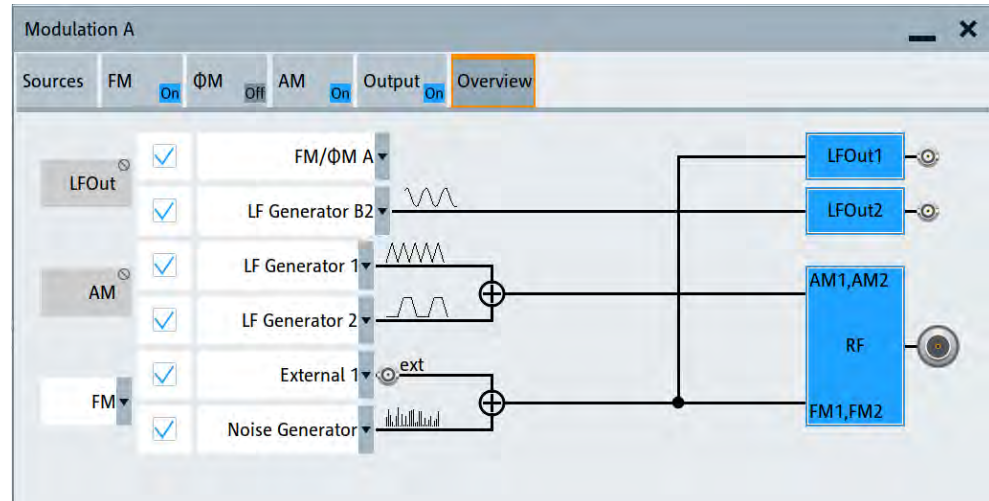 Modulation A
Sources FM On ΦM Off AM On Output On Overview
LFOut
FM/ΦM A
LFOut1
LF Generator B2
LFOut2
AM
LF Generator 1
AM1,AM2
LF Generator 2
RF
FM
External 1
ext
Noise Generator
FM1,FM2